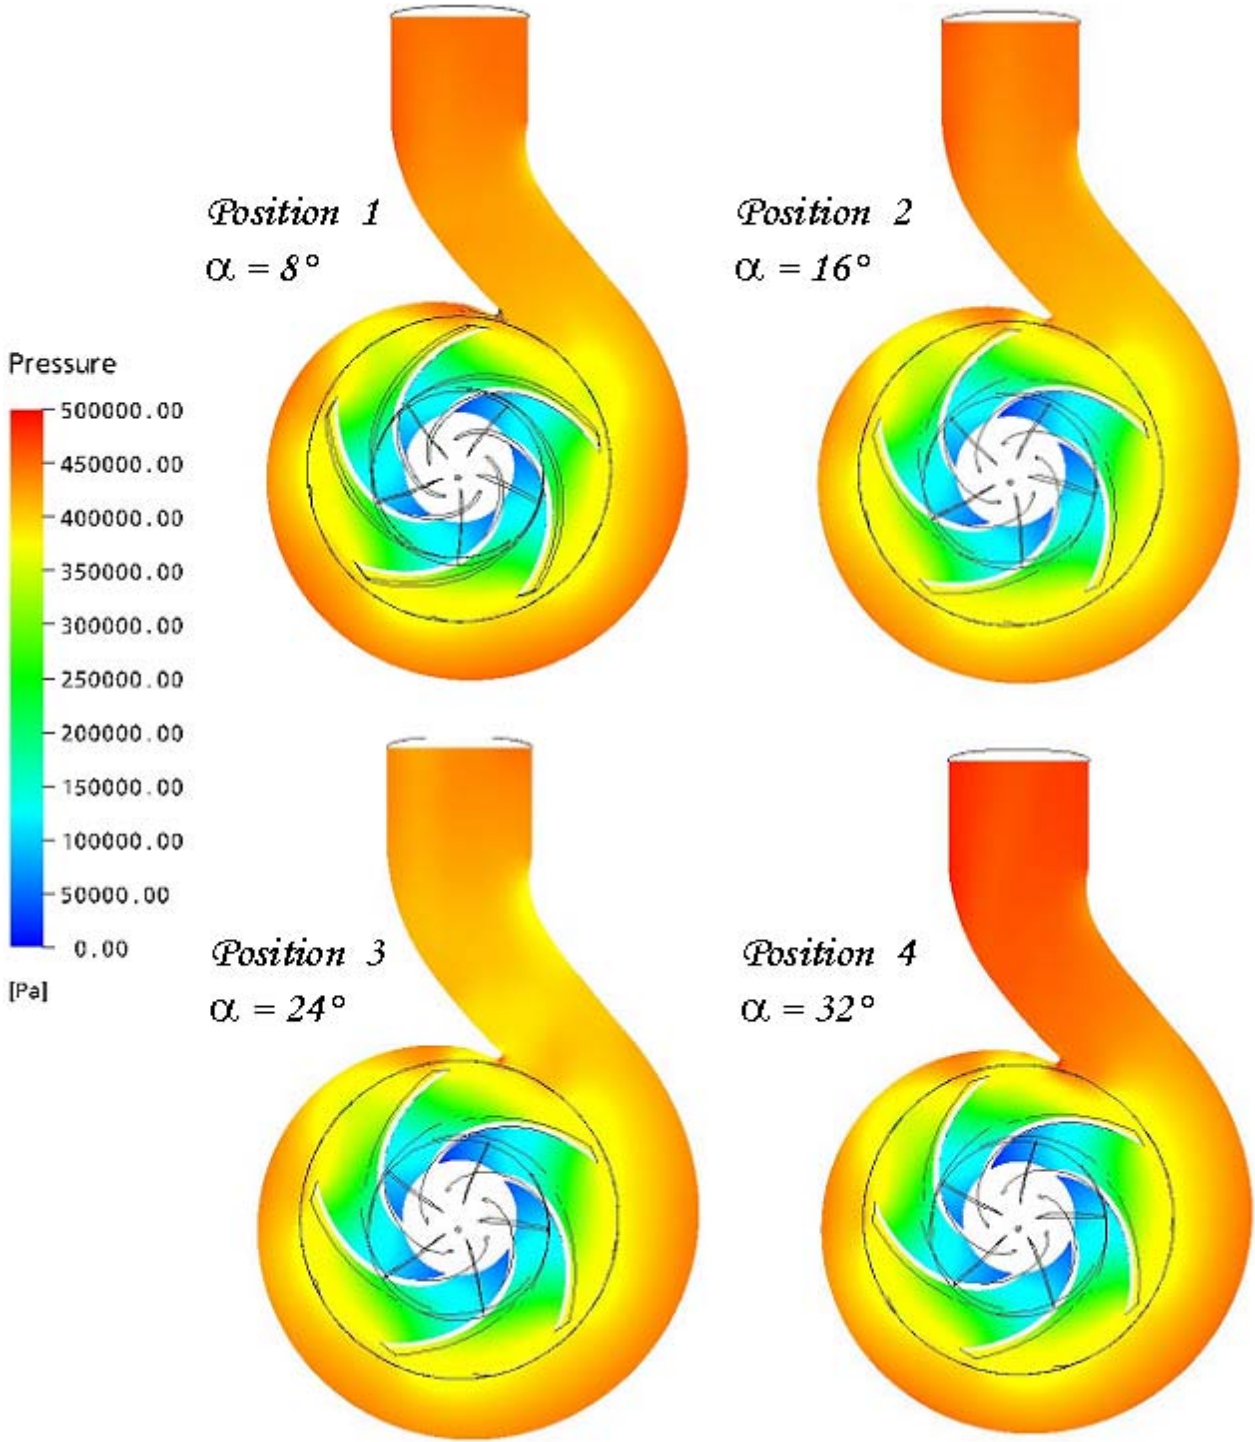 Position 1
α = 8°
Position 2
α = 16°
Pressure
500000.00
450000.00
400000.00
350000.00
300000.00
250000.00
200000.00
150000.00
100000.00
50000.00
0.00
[Pa]
Position 3
α = 24°
Position 4
α = 32°